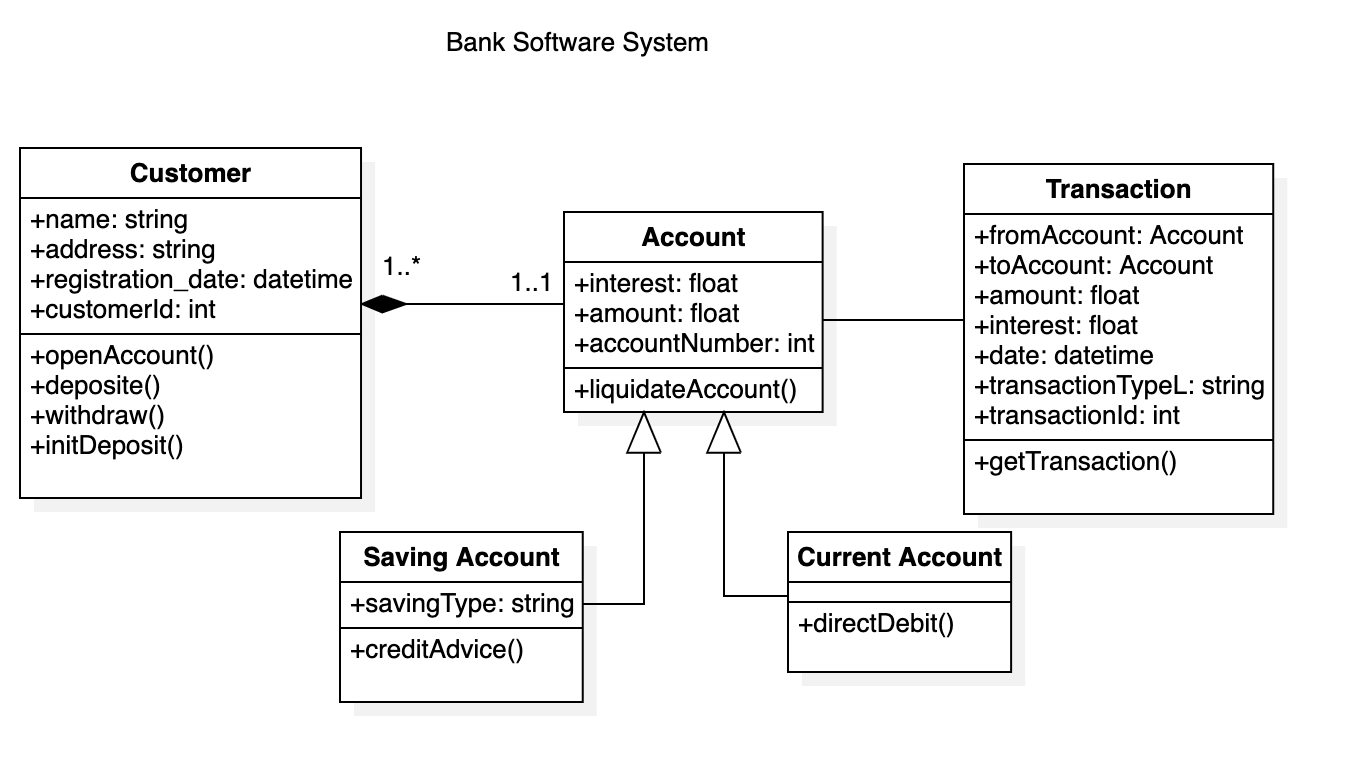 Bank Software System
Customer
+name: string
+address: string
+registration_date: datetime
+customerId: int
+openAccount()
+deposite()
+withdraw()
+initDeposit()
1..*
1..1
Account
+interest: float
+amount: float
+accountNumber: int
+liquidateAccount()
Transaction
+fromAccount: Account
+toAccount: Account
+amount: float
+interest: float
+date: datetime
+transactionTypeL: string
+transactionId: int
+getTransaction()
Saving Account
+savingType: string
+creditAdvice()
Current Account
+directDebit()